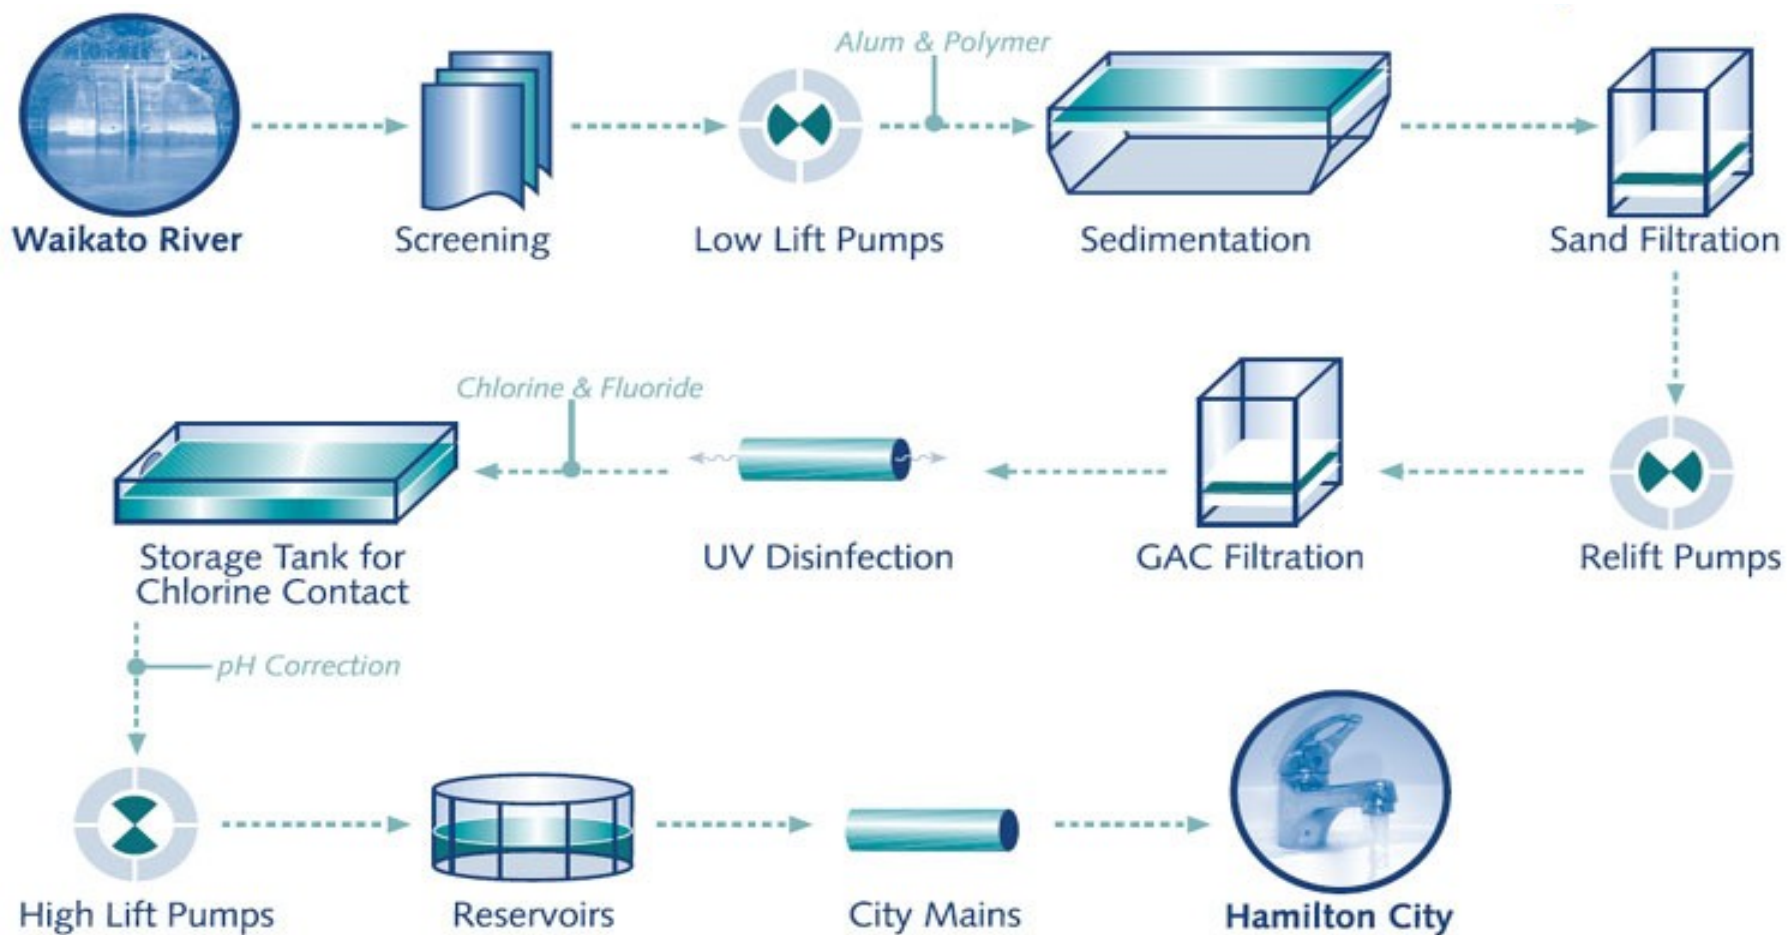 Alum & Polymer
Waikato River
Screening
Low Lift Pumps
Sedimentation
Sand Filtration
Chlorine & Fluoride
Storage Tank for
Chlorine Contact
UV Disinfection
GAC Filtration
Relift Pumps
pH Correction
High Lift Pumps
Reservoirs
City Mains
Hamilton City